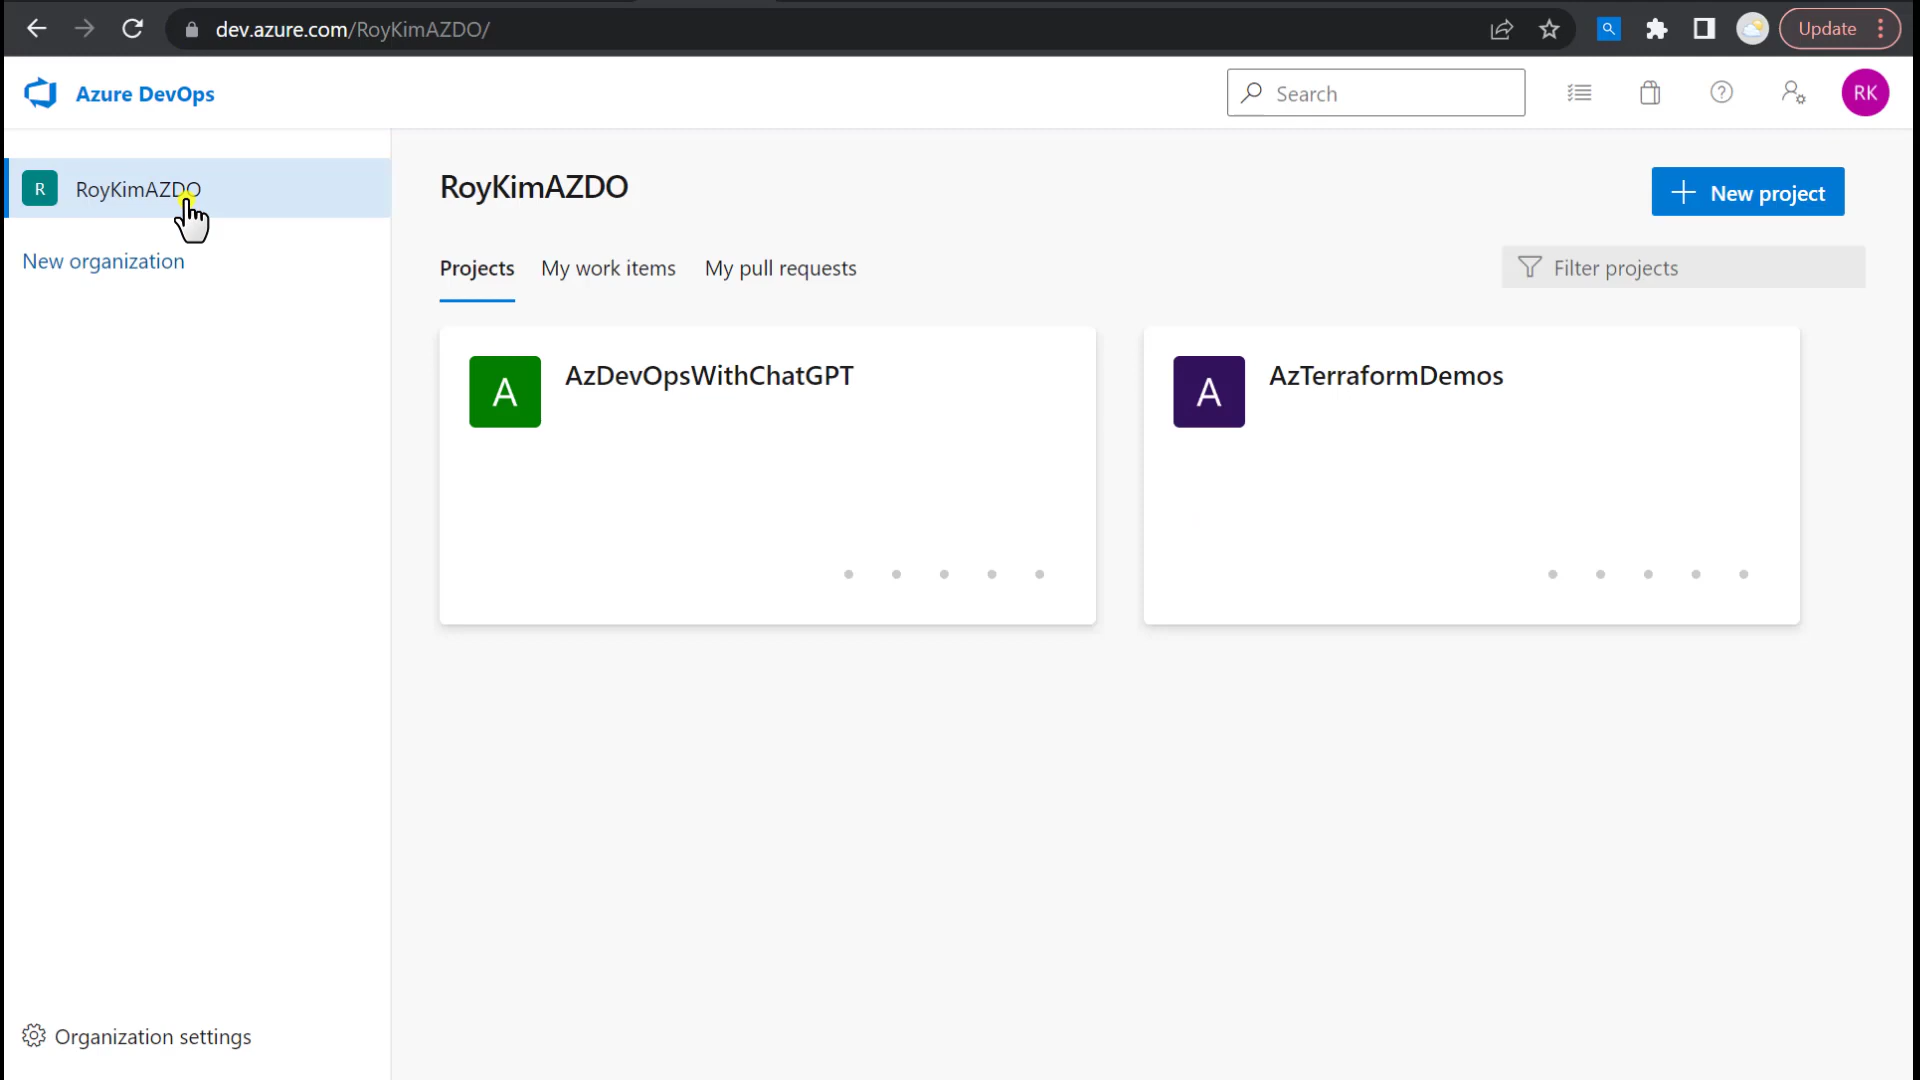 dev.azure.com/RoyKimAZDO/
Update
Azure DevOps
Search
RK
R RoyKimAZDO
New organization
Organization settings
RoyKimAZDO
New project
Projects My work items My pull requests
Filter projects
A AzDevOpsWithChatGPT
A AzTerraformDemos